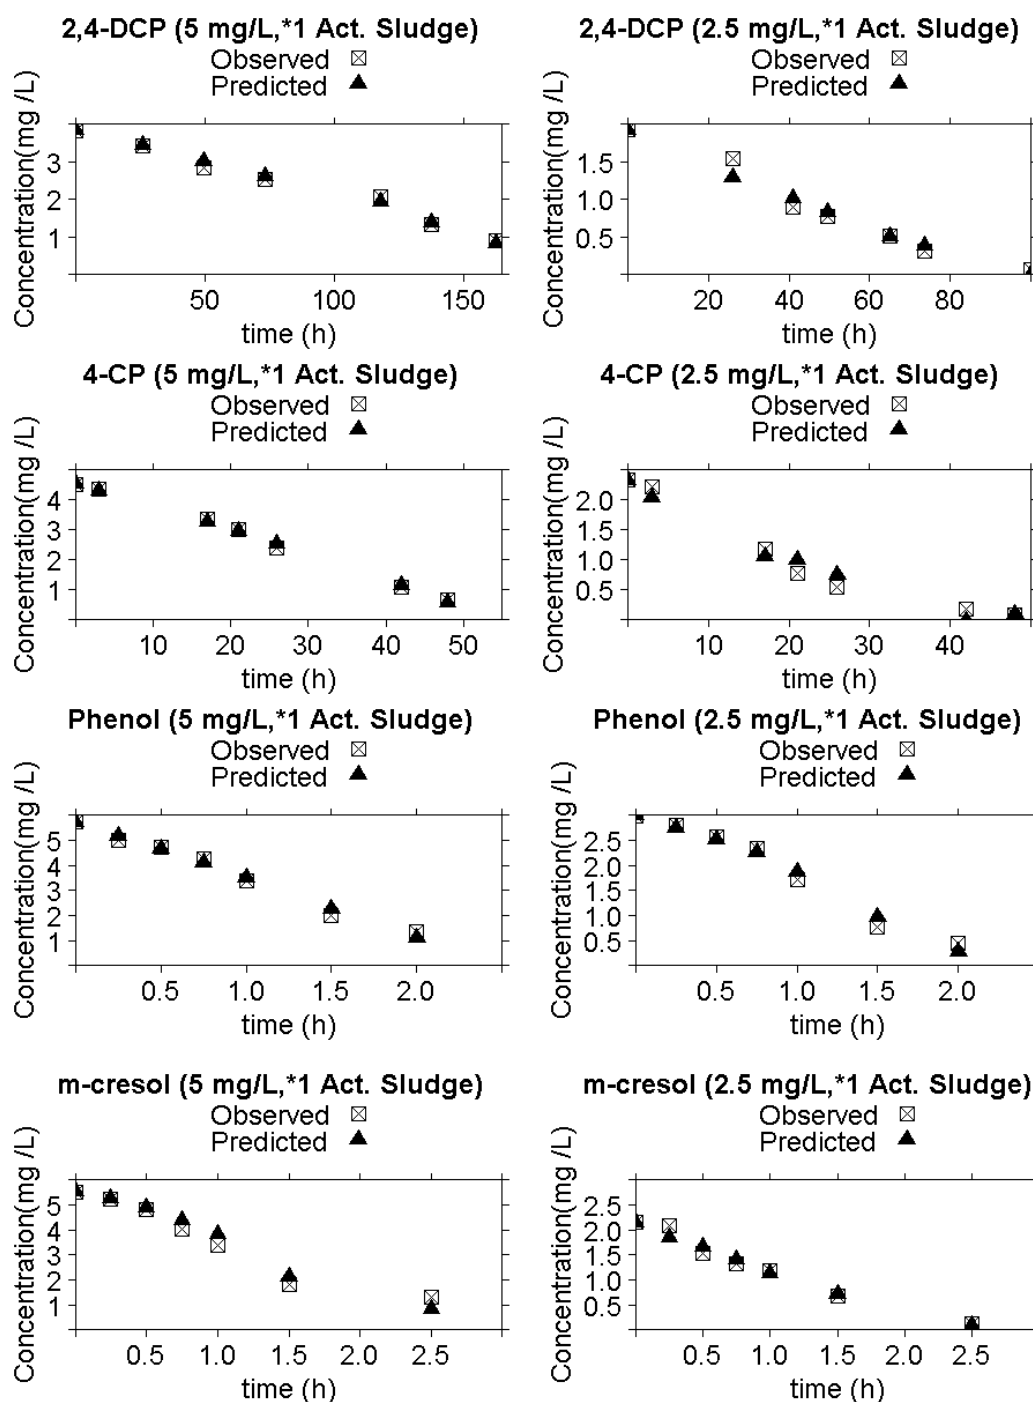 2,4-DCP (5 mg/L,*1 Act. Sludge)
Observed
Predicted
Concentration(mg /L)
3
2
1
50
100
150
time (h)
2,4-DCP (2.5 mg/L,*1 Act. Sludge)
Observed
Predicted
Concentration(mg /L)
1.5
1.0
0.5
20
40
60
80
time (h)
4-CP (5 mg/L,*1 Act. Sludge)
Observed
Predicted
Concentration(mg /L)
4
3
2
1
10
20
30
40
50
time (h)
4-CP (2.5 mg/L,*1 Act. Sludge)
Observed
Predicted
Concentration(mg /L)
2.0
1.5
1.0
0.5
10
20
30
40
time (h)
Phenol (5 mg/L,*1 Act. Sludge)
Observed
Predicted
Concentration(mg /L)
5
4
3
2
1
0.5
1.0
1.5
2.0
time (h)
Phenol (2.5 mg/L,*1 Act. Sludge)
Observed
Predicted
Concentration(mg /L)
2.5
2.0
1.5
1.0
0.5
0.5
1.0
1.5
2.0
time (h)
m-cresol (5 mg/L,*1 Act. Sludge)
Observed
Predicted
Concentration(mg /L)
5
4
3
2
1
0.5
1.0
1.5
2.0
2.5
time (h)
m-cresol (2.5 mg/L,*1 Act. Sludge)
Observed
Predicted
Concentration(mg /L)
2.5
2.0
1.5
1.0
0.5
0.5
1.0
1.5
2.0
2.5
time (h)